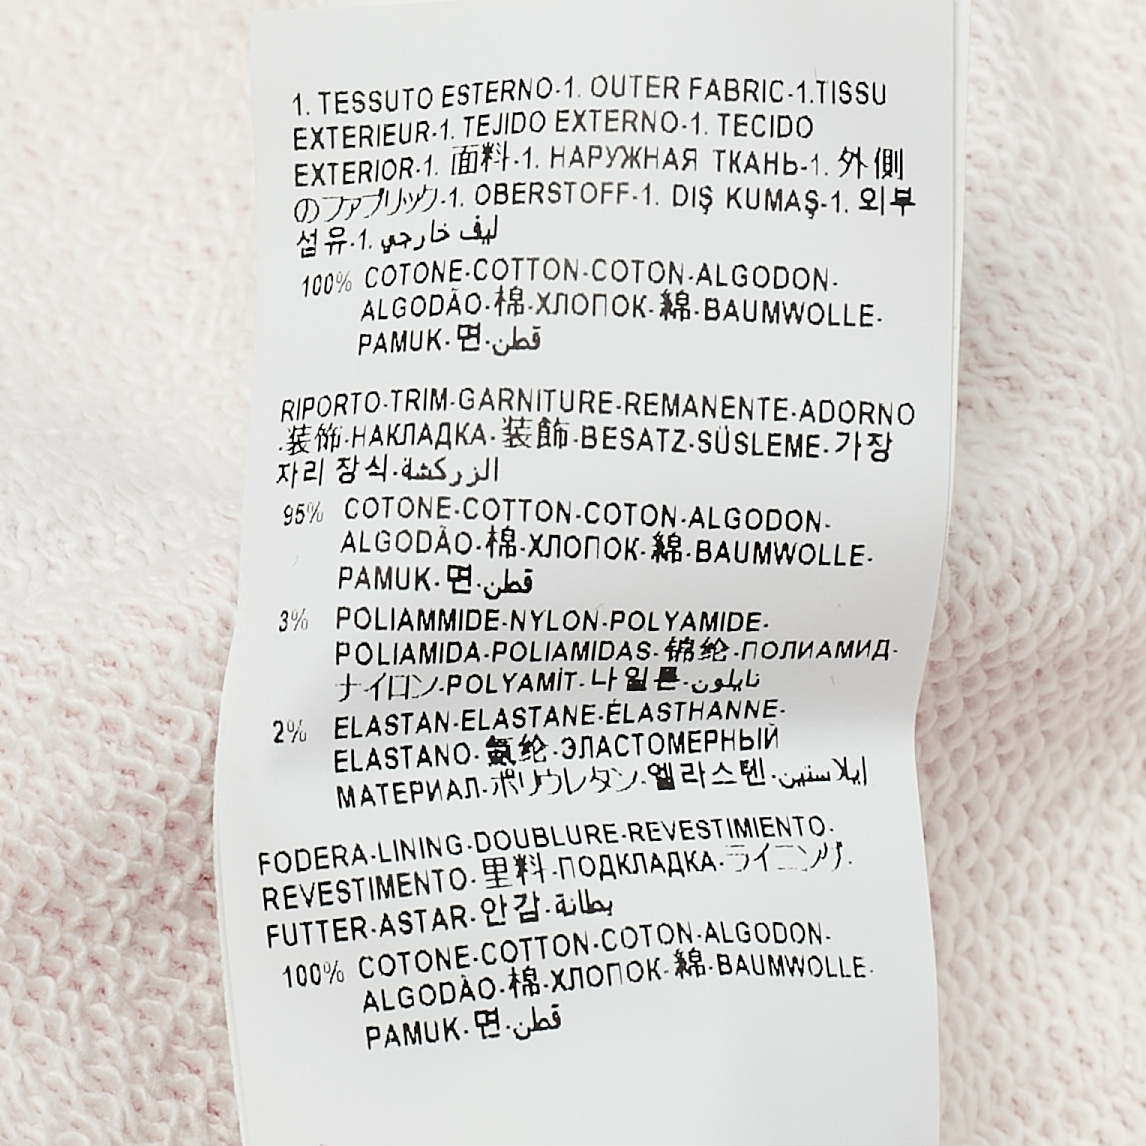 1. TESSUTO ESTERNO-1. OUTER FABRIC-1.TISSU
EXTERIEUR-1. TEJIDO EXTERNO-1. TECIDO
EXTERIOR-1. 面料-1. НАРУЖНАЯ ТКАНЬ-1. 外側
のファブリック-1. OBERSTOFF-1. DIŞ KUMAŞ-1. 외부
섬유-1. ليف خارجي
100% COTONE-COTTON-COTON-ALGODON-
ALGODÃO-棉-ХЛОПОК-綿-BAUMWOLLE-
PAMUK-면-قطن
RIPORTO-TRIM-GARNITURE-REMANENTE-ADORNO
-装饰-НАКЛАДКА-装飾-BESATZ-SÜSLEME-가장
자리 장식-الزركشة
95% COTONE-COTTON-COTON-ALGODON-
ALGODÃO-棉-ХЛОПОК-綿-BAUMWOLLE-
PAMUK-면-قطن
3% POLIAMMIDE-NYLON-POLYAMIDE-
POLIAMIDA-POLIAMIDAS-锦纶-ПОЛИАМИД-
ナイロン-POLYAMİT-나일론-نايلون
2% ELASTAN-ELASTANE-ÉLASTHANNE-
ELASTANO-氨纶-ЭЛАСТОМЕРНЫЙ
МАТЕРИАЛ-ポリウレタン-엘라스텐-إيلاستين
FODERA-LINING-DOUBLURE-REVESTIMIENTO-
REVESTIMENTO-里料-ПОДКЛАДКА-ライニング-
FUTTER-ASTAR-안감-بطانة
100% COTONE-COTTON-COTON-ALGODON-
ALGODÃO-棉-ХЛОПОК-綿-BAUMWOLLE-
PAMUK-면-قطن